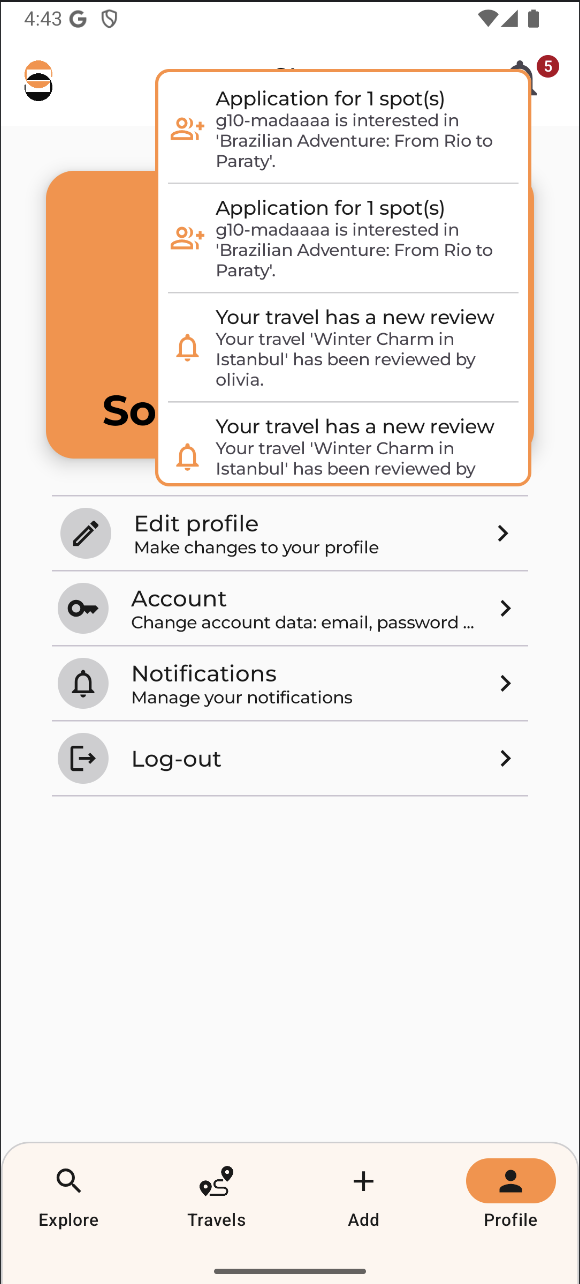 4:43 G
5
Application for 1 spot(s)
g10-madaaaa is interested in
'Brazilian Adventure: From Rio to
Paraty'.
Application for 1 spot(s)
g10-madaaaa is interested in
'Brazilian Adventure: From Rio to
Paraty'.
Your travel has a new review
Your travel 'Winter Charm in
Istanbul' has been reviewed by
olivia.
Your travel has a new review
Your travel 'Winter Charm in
Istanbul' has been reviewed by
So
Edit profile
Make changes to your profile
Account
Change account data: email, password ...
Notifications
Manage your notifications
Log-out
Explore
Travels
Add
Profile